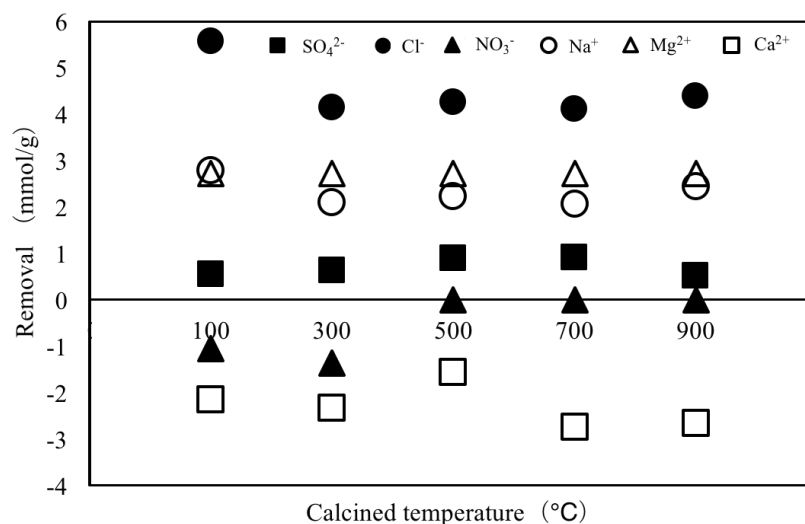 6
SO₄²⁻ Cl⁻ NO₃⁻ Na⁺ Mg²⁺ Ca²⁺
5
4
3
2
1
0
100 300 500 700 900
-1
-2
-3
-4
Removal （mmol/g）
Calcined temperature （°C）